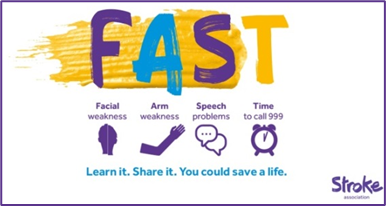 FAST
Facial Arm Speech Time
weakness weakness problems to call 999
Learn it. Share it. You could save a life.
Stroke
association